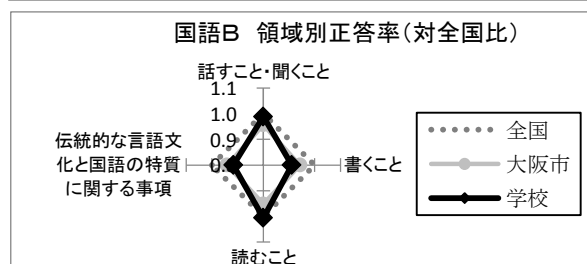 国語B 領域別正答率(対全国比)
話すこと・聞くこと
1.1
1.0
0.9
0.8
伝統的な言語文
化と国語の特質
に関する事項
書くこと
読むこと
全国
大阪市
学校